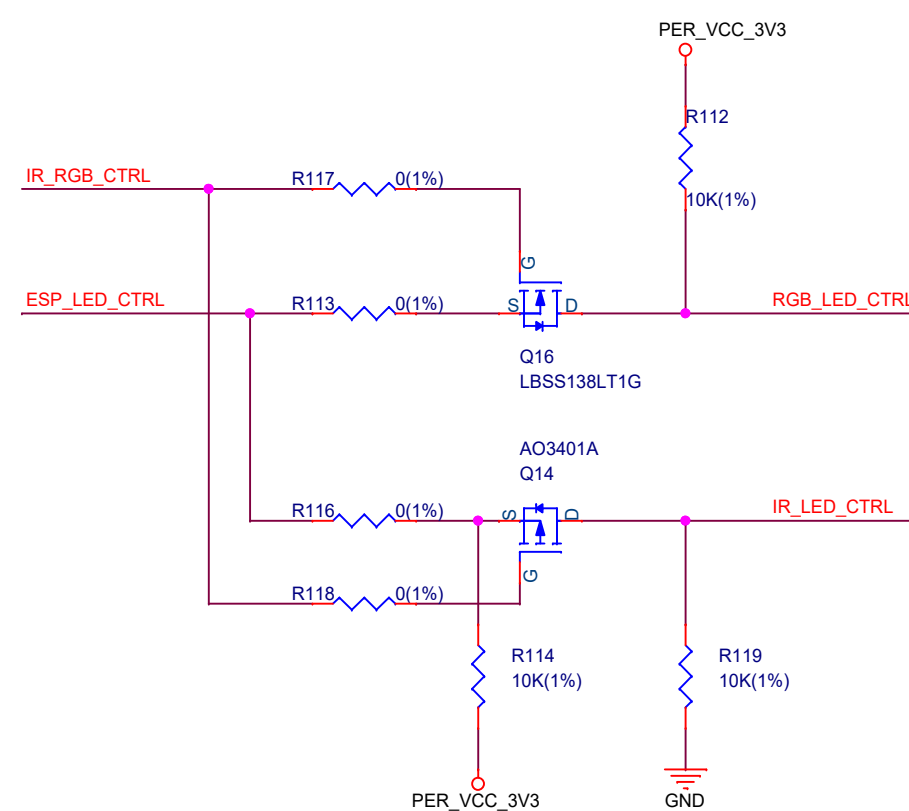 PER_VCC_3V3
R112
10K(1%)
IR_RGB_CTRL
R117 0(1%)
G
ESP_LED_CTRL
R113 0(1%)
S D
RGB_LED_CTRL
Q16
LBSS138LT1G
AO3401A
Q14
R116 0(1%)
S D
IR_LED_CTRL
G
R118 0(1%)
R114
10K(1%)
R119
10K(1%)
PER_VCC_3V3
GND